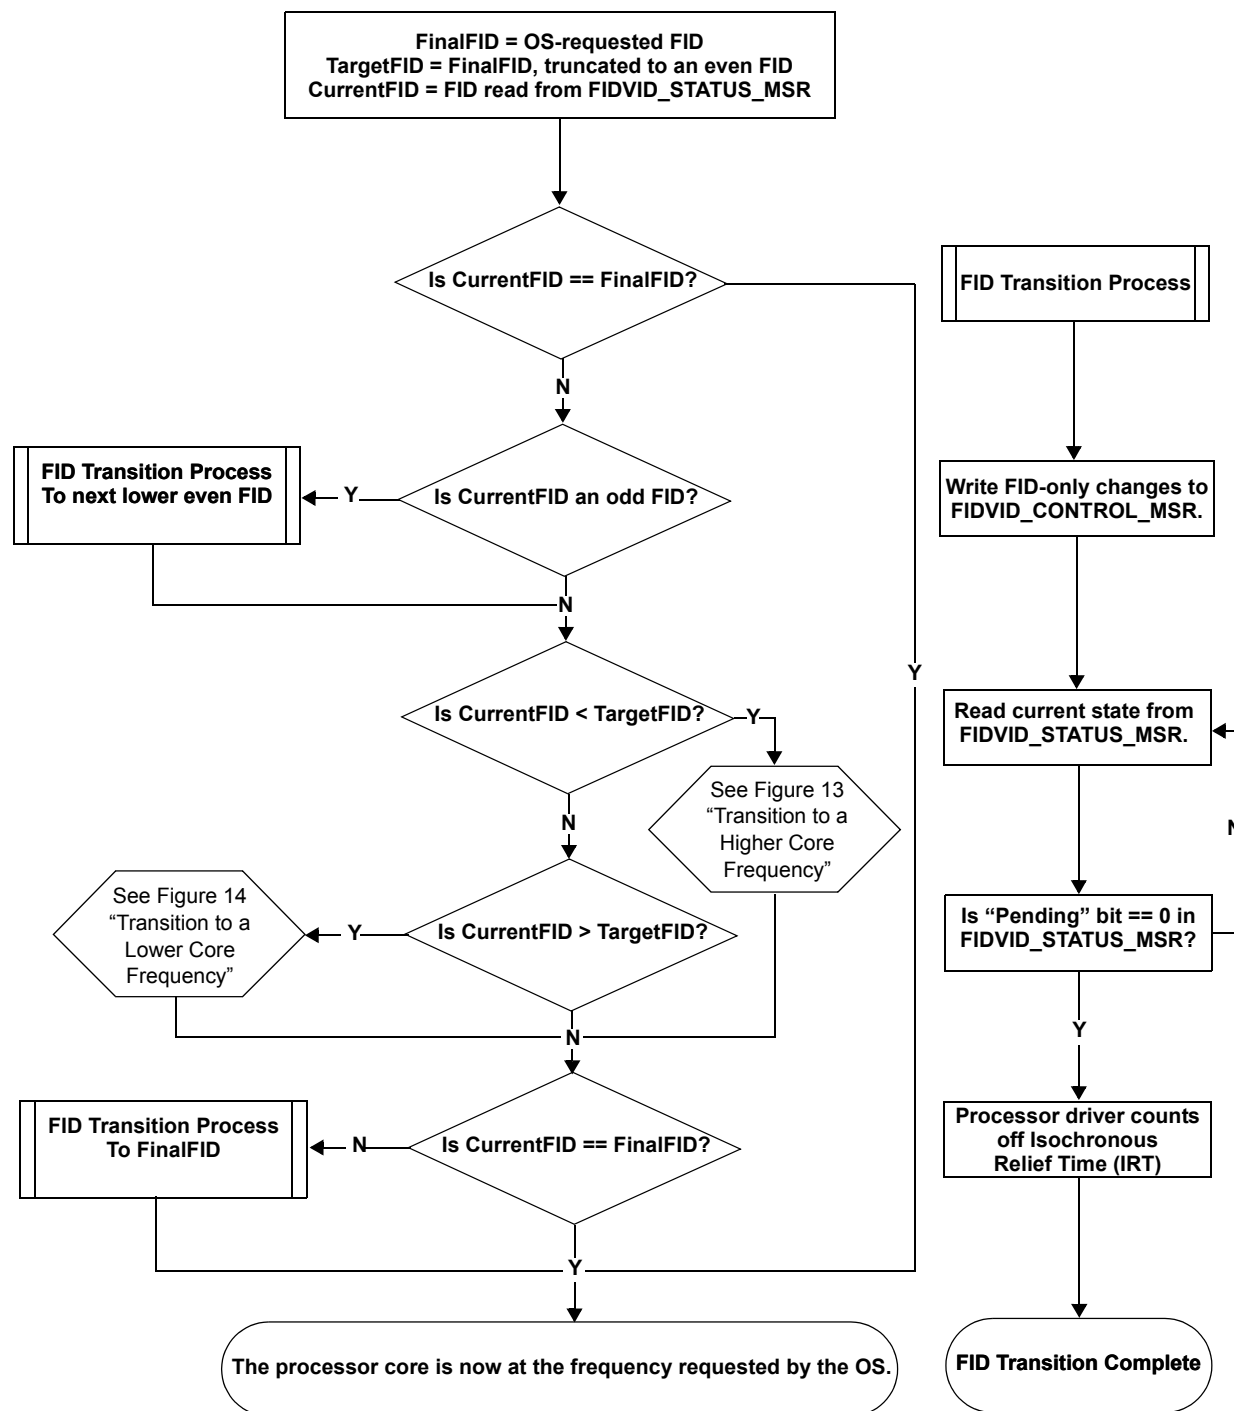 FinalFID = OS-requested FID
TargetFID = FinalFID, truncated to an even FID
CurrentFID = FID read from FIDVID_STATUS_MSR
Is CurrentFID == FinalFID?
N
FID Transition Process
To next lower even FID
Y
Is CurrentFID an odd FID?
N
Y
Is CurrentFID < TargetFID?
Y
See Figure 13
“Transition to a
Higher Core
Frequency”
N
See Figure 14
“Transition to a
Lower Core
Frequency”
Y
Is CurrentFID > TargetFID?
N
FID Transition Process
To FinalFID
N
Is CurrentFID == FinalFID?
Y
The processor core is now at the frequency requested by the OS.
FID Transition Process
Write FID-only changes to
FIDVID_CONTROL_MSR.
Read current state from
FIDVID_STATUS_MSR.
N
Is “Pending” bit == 0 in
FIDVID_STATUS_MSR?
Y
Processor driver counts
off Isochronous
Relief Time (IRT)
FID Transition Complete